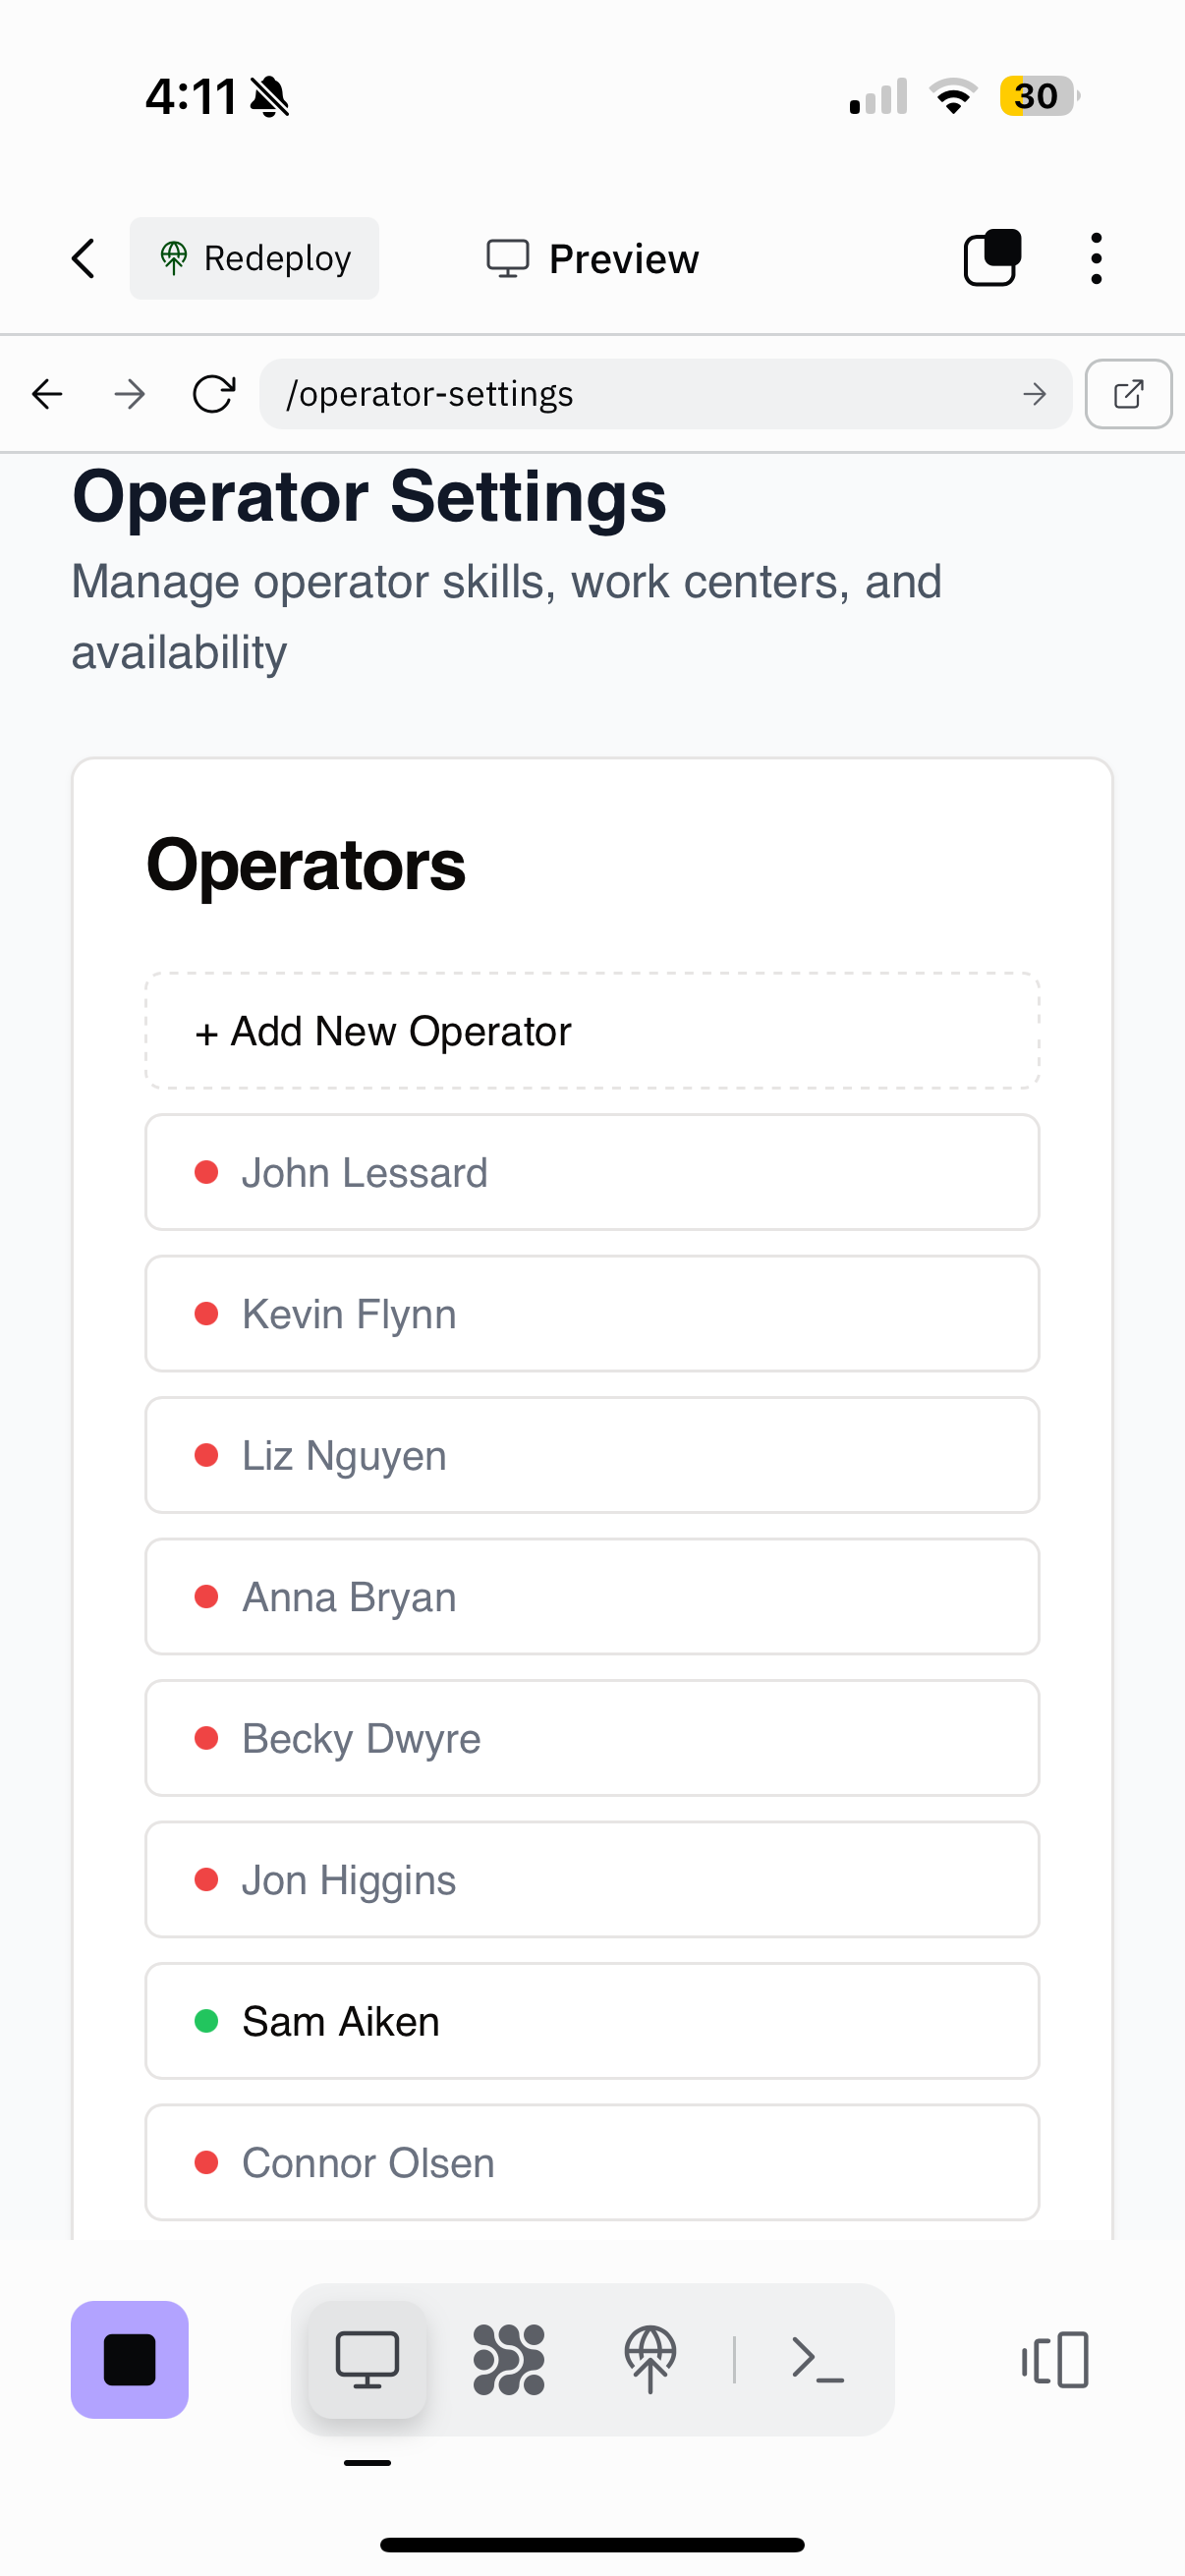 4:11
30
Redeploy
Preview
/operator-settings
Operator Settings
Manage operator skills, work centers, and
availability
Operators
+ Add New Operator
John Lessard
Kevin Flynn
Liz Nguyen
Anna Bryan
Becky Dwyre
Jon Higgins
Sam Aiken
Connor Olsen